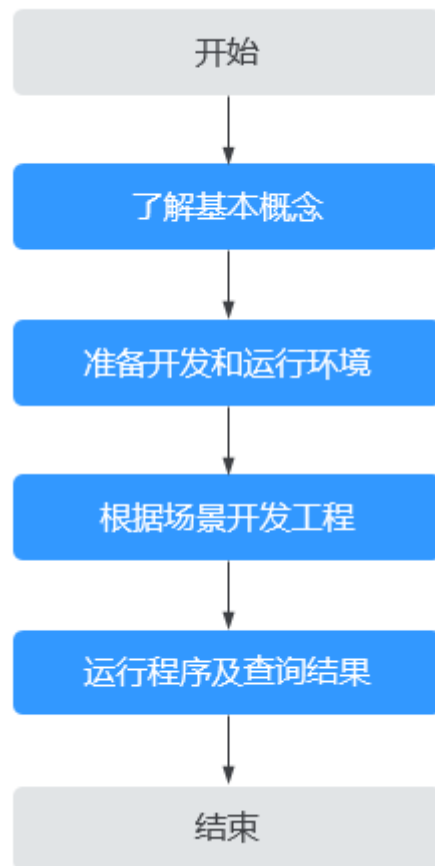 开始
了解基本概念
准备开发和运行环境
根据场景开发工程
运行程序及查询结果
结束